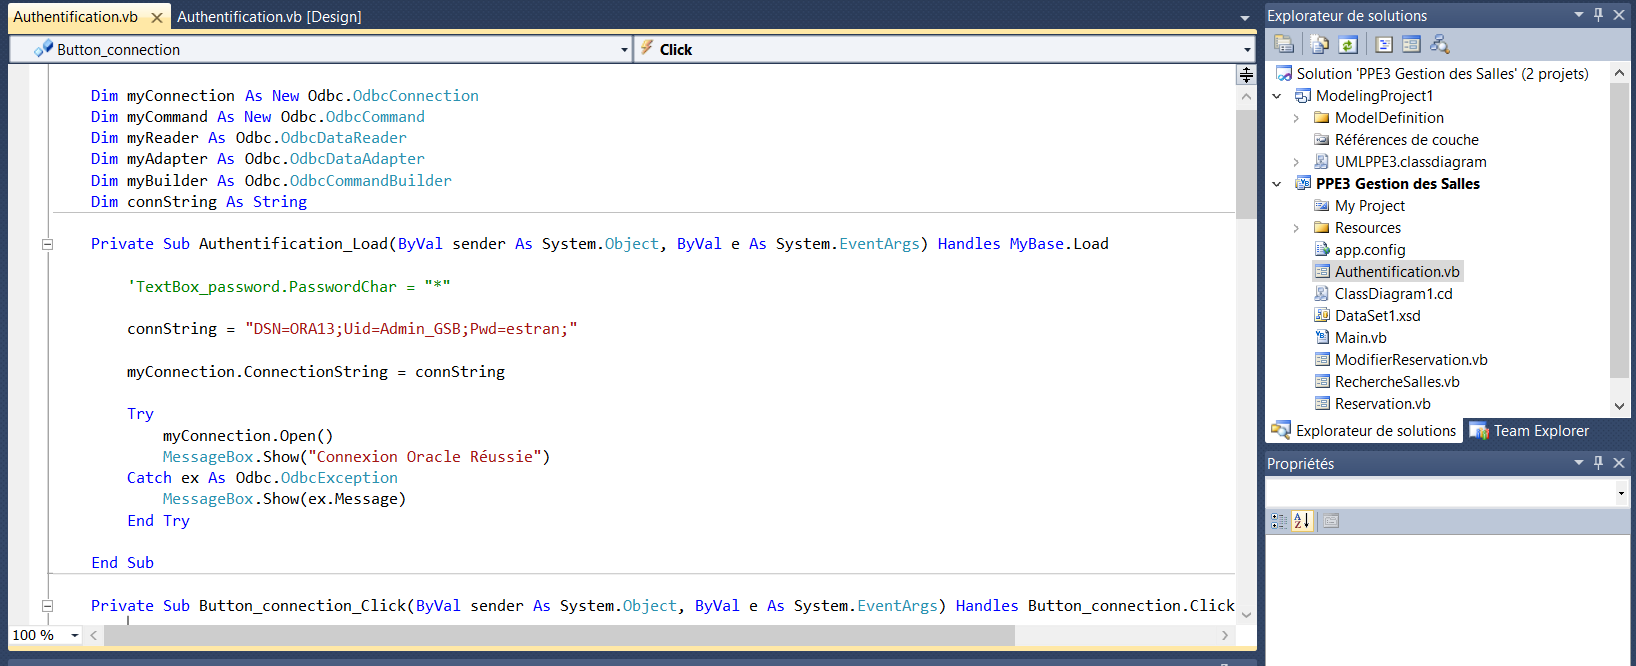 Authentification.vb
Authentification.vb [Design]
Button_connection
Click
Dim myConnection As New Odbc.OdbcConnection
Dim myCommand As New Odbc.OdbcCommand
Dim myReader As Odbc.OdbcDataReader
Dim myAdapter As Odbc.OdbcDataAdapter
Dim myBuilder As Odbc.OdbcCommandBuilder
Dim connString As String
Private Sub Authentification_Load(ByVal sender As System.Object, ByVal e As System.EventArgs) Handles MyBase.Load
'TextBox_password.PasswordChar = "*"
connString = "DSN=ORA13;Uid=Admin_GSB;Pwd=estran;"
myConnection.ConnectionString = connString
Try
myConnection.Open()
MessageBox.Show("Connexion Oracle Réussie")
Catch ex As Odbc.OdbcException
MessageBox.Show(ex.Message)
End Try
End Sub
Private Sub Button_connection_Click(ByVal sender As System.Object, ByVal e As System.EventArgs) Handles Button_connection.Click
100 %
Explorateur de solutions
Solution 'PPE3 Gestion des Salles' (2 projets)
ModelingProject1
ModelDefinition
Références de couche
UMLPPE3.classdiagram
PPE3 Gestion des Salles
My Project
Resources
app.config
Authentification.vb
ClassDiagram1.cd
DataSet1.xsd
Main.vb
ModifierReservation.vb
RechercheSalles.vb
Reservation.vb
Explorateur de solutions
Team Explorer
Propriétés